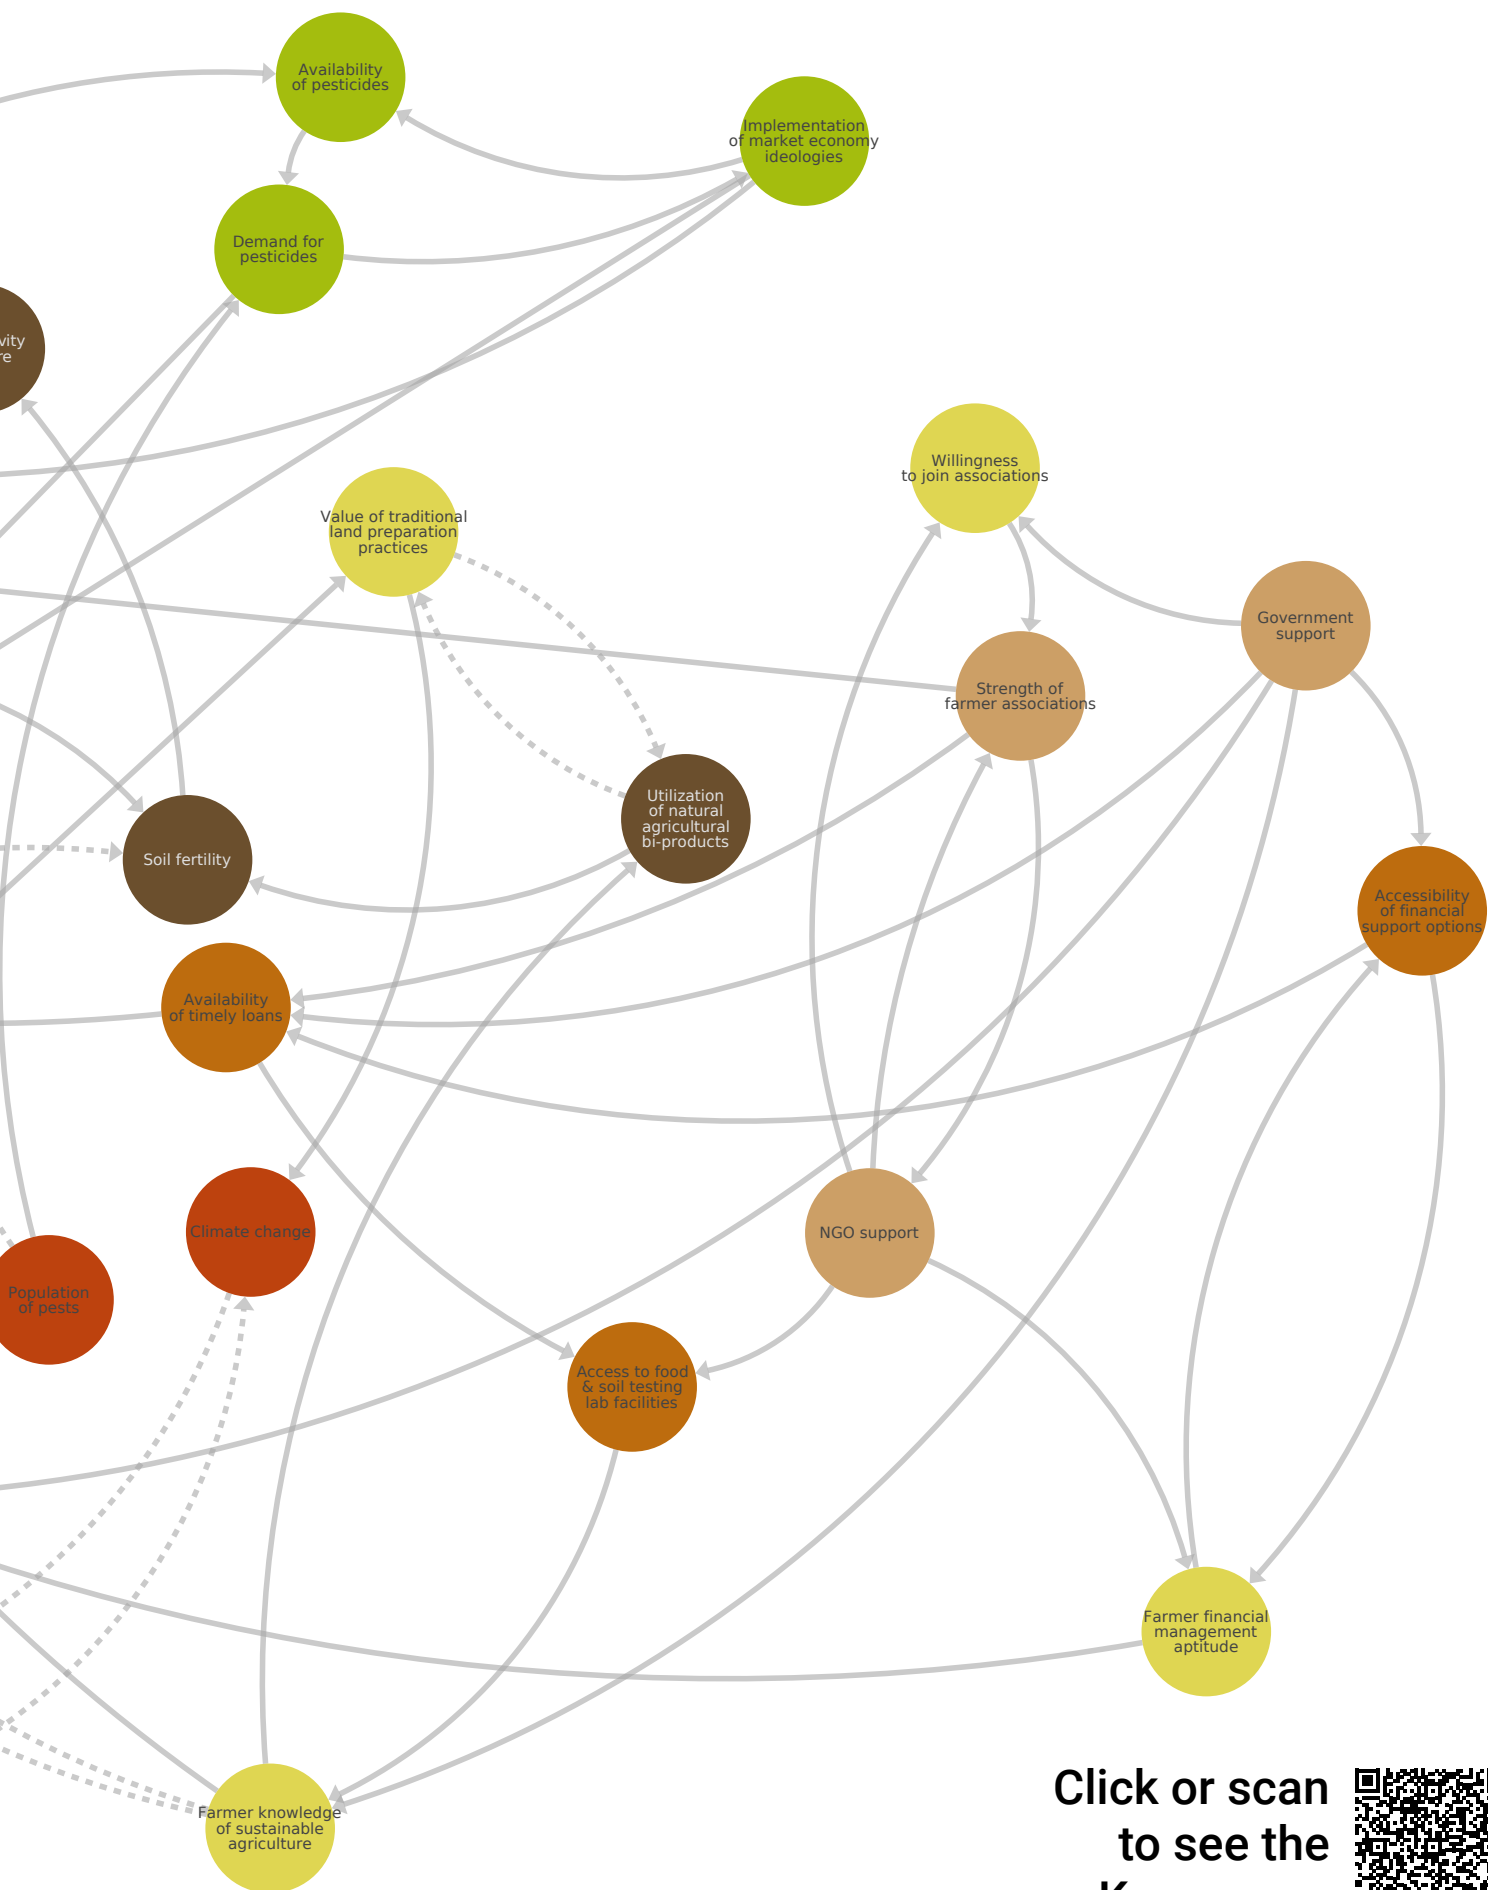 Availability
of pesticides
Implementation
of market economy
ideologies
Demand for
pesticides
Willingness
to join associations
Value of traditional
land preparation
practices
Government
support
Strength of
farmer associations
Utilization
of natural
agricultural
bi-products
Soil fertility
Accessibility
of financial
support options
Availability
of timely loans
Climate change
NGO support
Population
of pests
Access to food
& soil testing
lab facilities
Farmer financial
management
aptitude
Farmer knowledge
of sustainable
agriculture
Click or scan
to see the